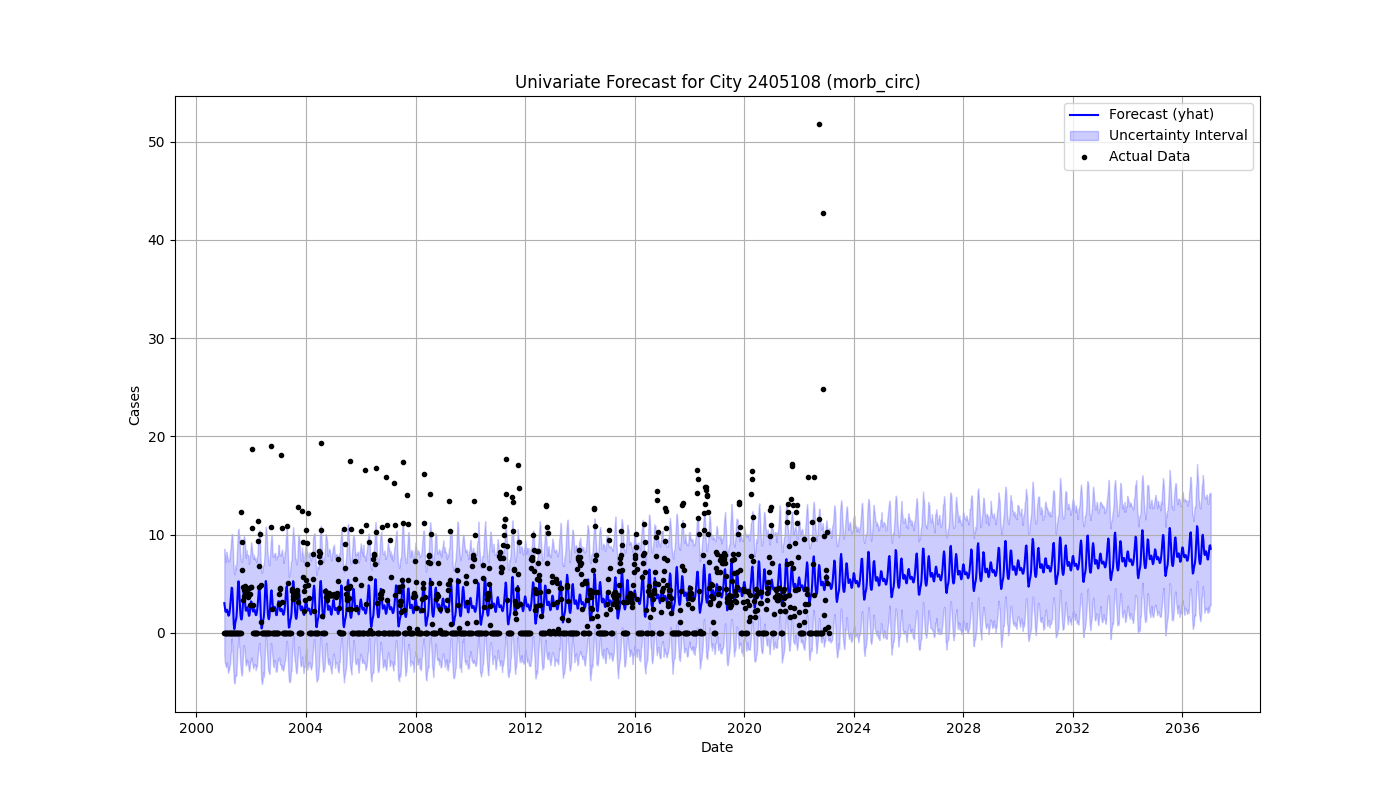 Univariate Forecast for City 2405108 (morb_circ)
Forecast (yhat)
Uncertainty Interval
Actual Data
50
40
30
20
10
0
Cases
2000 2004 2008 2012 2016 2020 2024 2028 2032 2036
Date